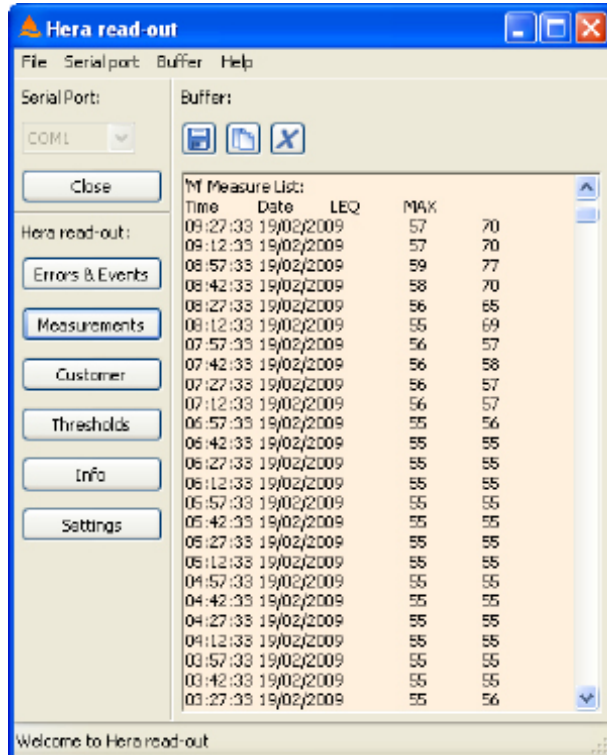 Hera read-out
File Serialport Buffer Help
Serial Port:
COM1
Close
Hera read-out:
Errors & Events
Measurements
Customer
Thresholds
Info
Settings
Buffer:
'M' Measure List:
Time Date LEQ MAX
09:27:33 19/02/2009 57 70
09:12:33 19/02/2009 57 70
08:57:33 19/02/2009 59 77
08:42:33 19/02/2009 58 70
08:27:33 19/02/2009 56 65
08:12:33 19/02/2009 55 69
07:57:33 19/02/2009 56 57
07:42:33 19/02/2009 56 58
07:27:33 19/02/2009 56 57
07:12:33 19/02/2009 56 57
06:57:33 19/02/2009 55 56
06:42:33 19/02/2009 55 55
06:27:33 19/02/2009 55 55
06:12:33 19/02/2009 55 55
05:57:33 19/02/2009 55 55
05:42:33 19/02/2009 55 55
05:27:33 19/02/2009 55 55
05:12:33 19/02/2009 55 55
04:57:33 19/02/2009 55 55
04:42:33 19/02/2009 55 55
04:27:33 19/02/2009 55 55
04:12:33 19/02/2009 55 55
03:57:33 19/02/2009 55 55
03:42:33 19/02/2009 55 55
03:27:33 19/02/2009 55 56
Welcome to Hera read-out